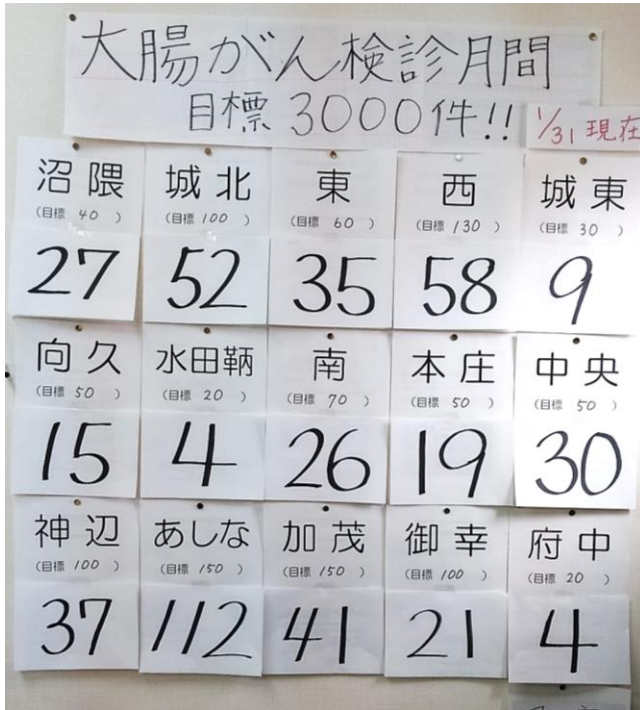 大腸がん検診月間
目標 3000件!!
1/31 現在
沼隈 城北 東 西 城東
(目標 40 ) (目標 100 ) (目標 60 ) (目標 130 ) (目標 30 )
27 52 35 58 9
向久 水田鞆 南 本庄 中央
(目標 50 ) (目標 20 ) (目標 70 ) (目標 50 ) (目標 50 )
15 4 26 19 30
神辺 あしな 加茂 御幸 府中
(目標 100 ) (目標 150 ) (目標 150 ) (目標 100 ) (目標 20 )
37 112 41 21 4